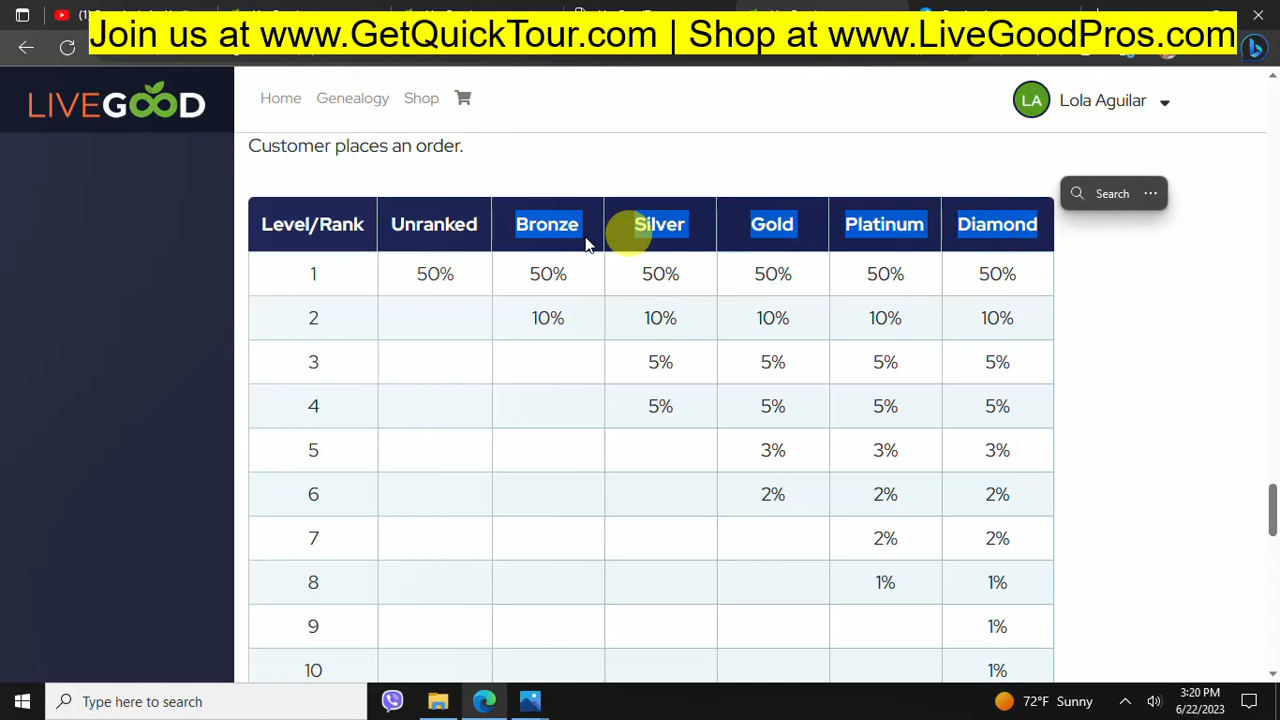 Join us at www.GetQuickTour.com | Shop at www.LiveGoodPros.com
LIVEGOOD
Home Genealogy Shop
LA Lola Aguilar
Customer places an order.
Search ...
Level/Rank Unranked Bronze Silver Gold Platinum Diamond
1 50% 50% 50% 50% 50% 50%
2 10% 10% 10% 10% 10%
3 5% 5% 5% 5%
4 5% 5% 5% 5%
5 3% 3% 3%
6 2% 2% 2%
7 2% 2%
8 1% 1%
9 1%
10 1%
Type here to search
72°F Sunny
3:20 PM
6/22/2023